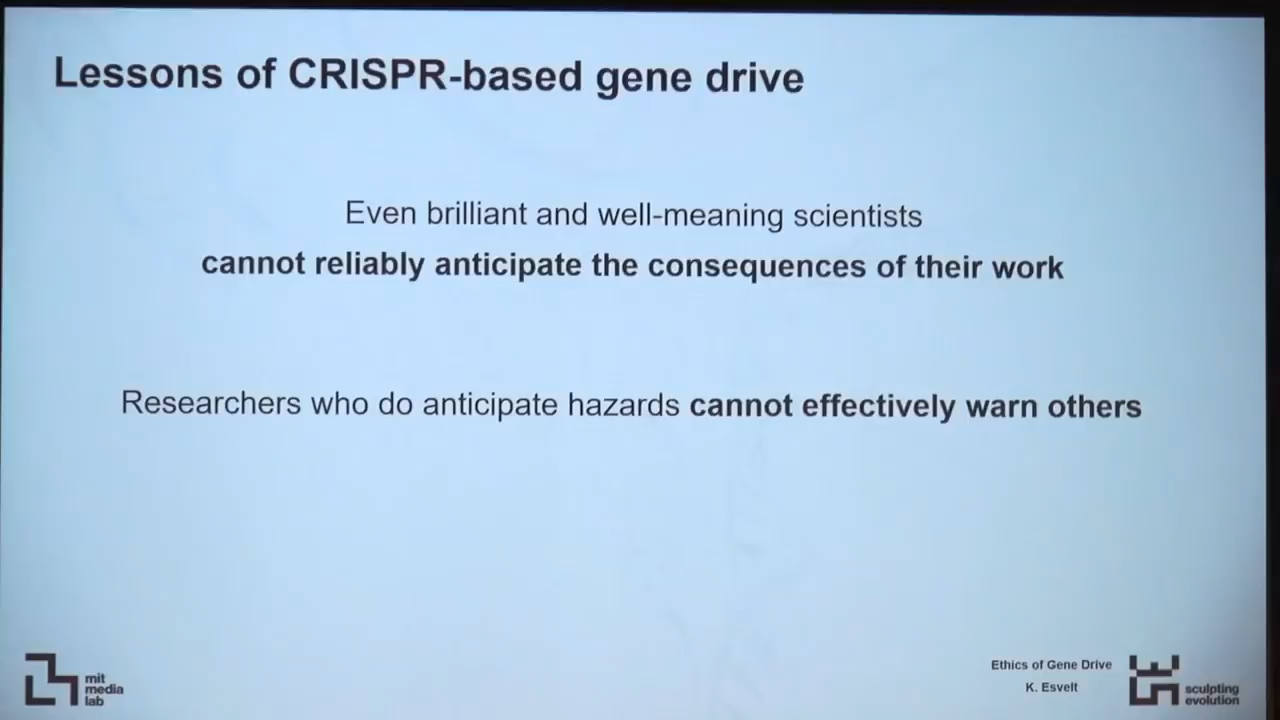 Lessons of CRISPR-based gene drive
Even brilliant and well-meaning scientists
cannot reliably anticipate the consequences of their work
Researchers who do anticipate hazards cannot effectively warn others
mit
media
lab
Ethics of Gene Drive
K. Esvelt
sculpting
evolution